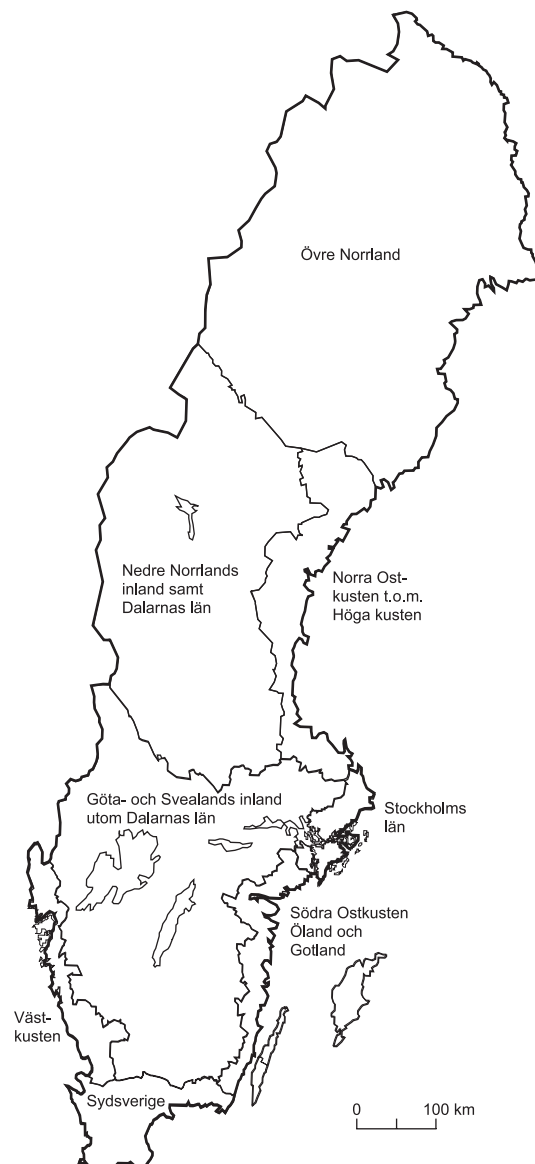 Övre Norrland
Nedre Norrlands
inland samt
Dalarnas län
Norra Ost-
kusten t.o.m.
Höga kusten
Göta- och Svealands inland
utom Dalarnas län
Stockholms
län
Södra Ostkusten
Öland och
Gotland
Väst-
kusten
Sydsverige
0 100 km